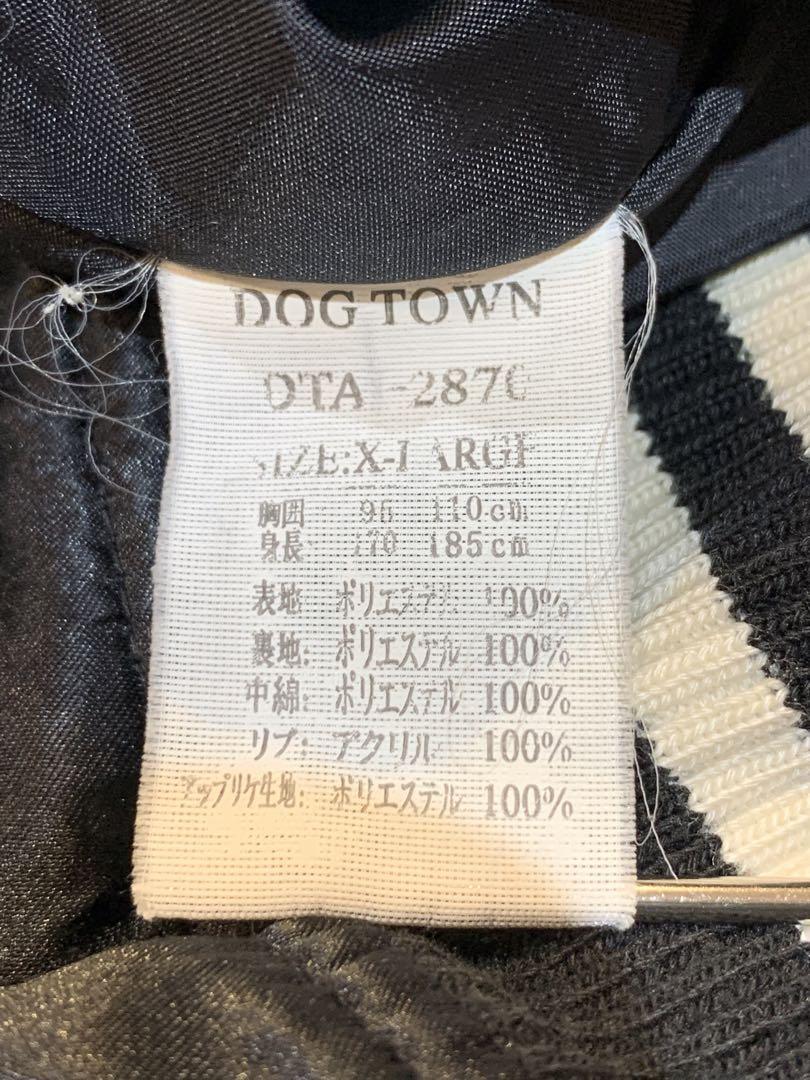 DOG TOWN
DTA -2870
SIZE:X-LARGE
胸囲 96 110cm
身長: 170 185cm
表地: ポリエステル 100%
裏地: ポリエステル 100%
中綿: ポリエステル 100%
リブ: アクリル 100%
アップリケ生地: ポリエステル 100%